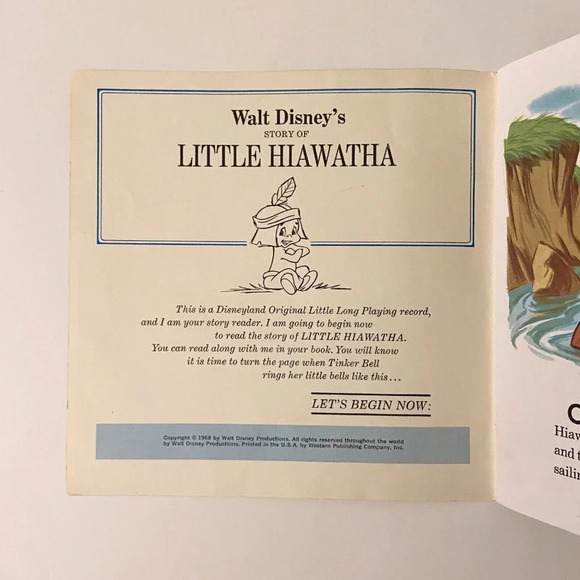 Walt Disney's
STORY OF
LITTLE HIAWATHA
This is a Disneyland Original Little Long Playing record,
and I am your story reader. I am going to begin now
to read the story of LITTLE HIAWATHA.
You can read along with me in your book. You will know
it is time to turn the page when Tinker Bell
rings her little bells like this...
LET'S BEGIN NOW:
Copyright © 1968 by Walt Disney Productions. All rights reserved throughout the world
by Walt Disney Productions. Printed in the U.S.A. by Western Publishing Company, Inc.
and